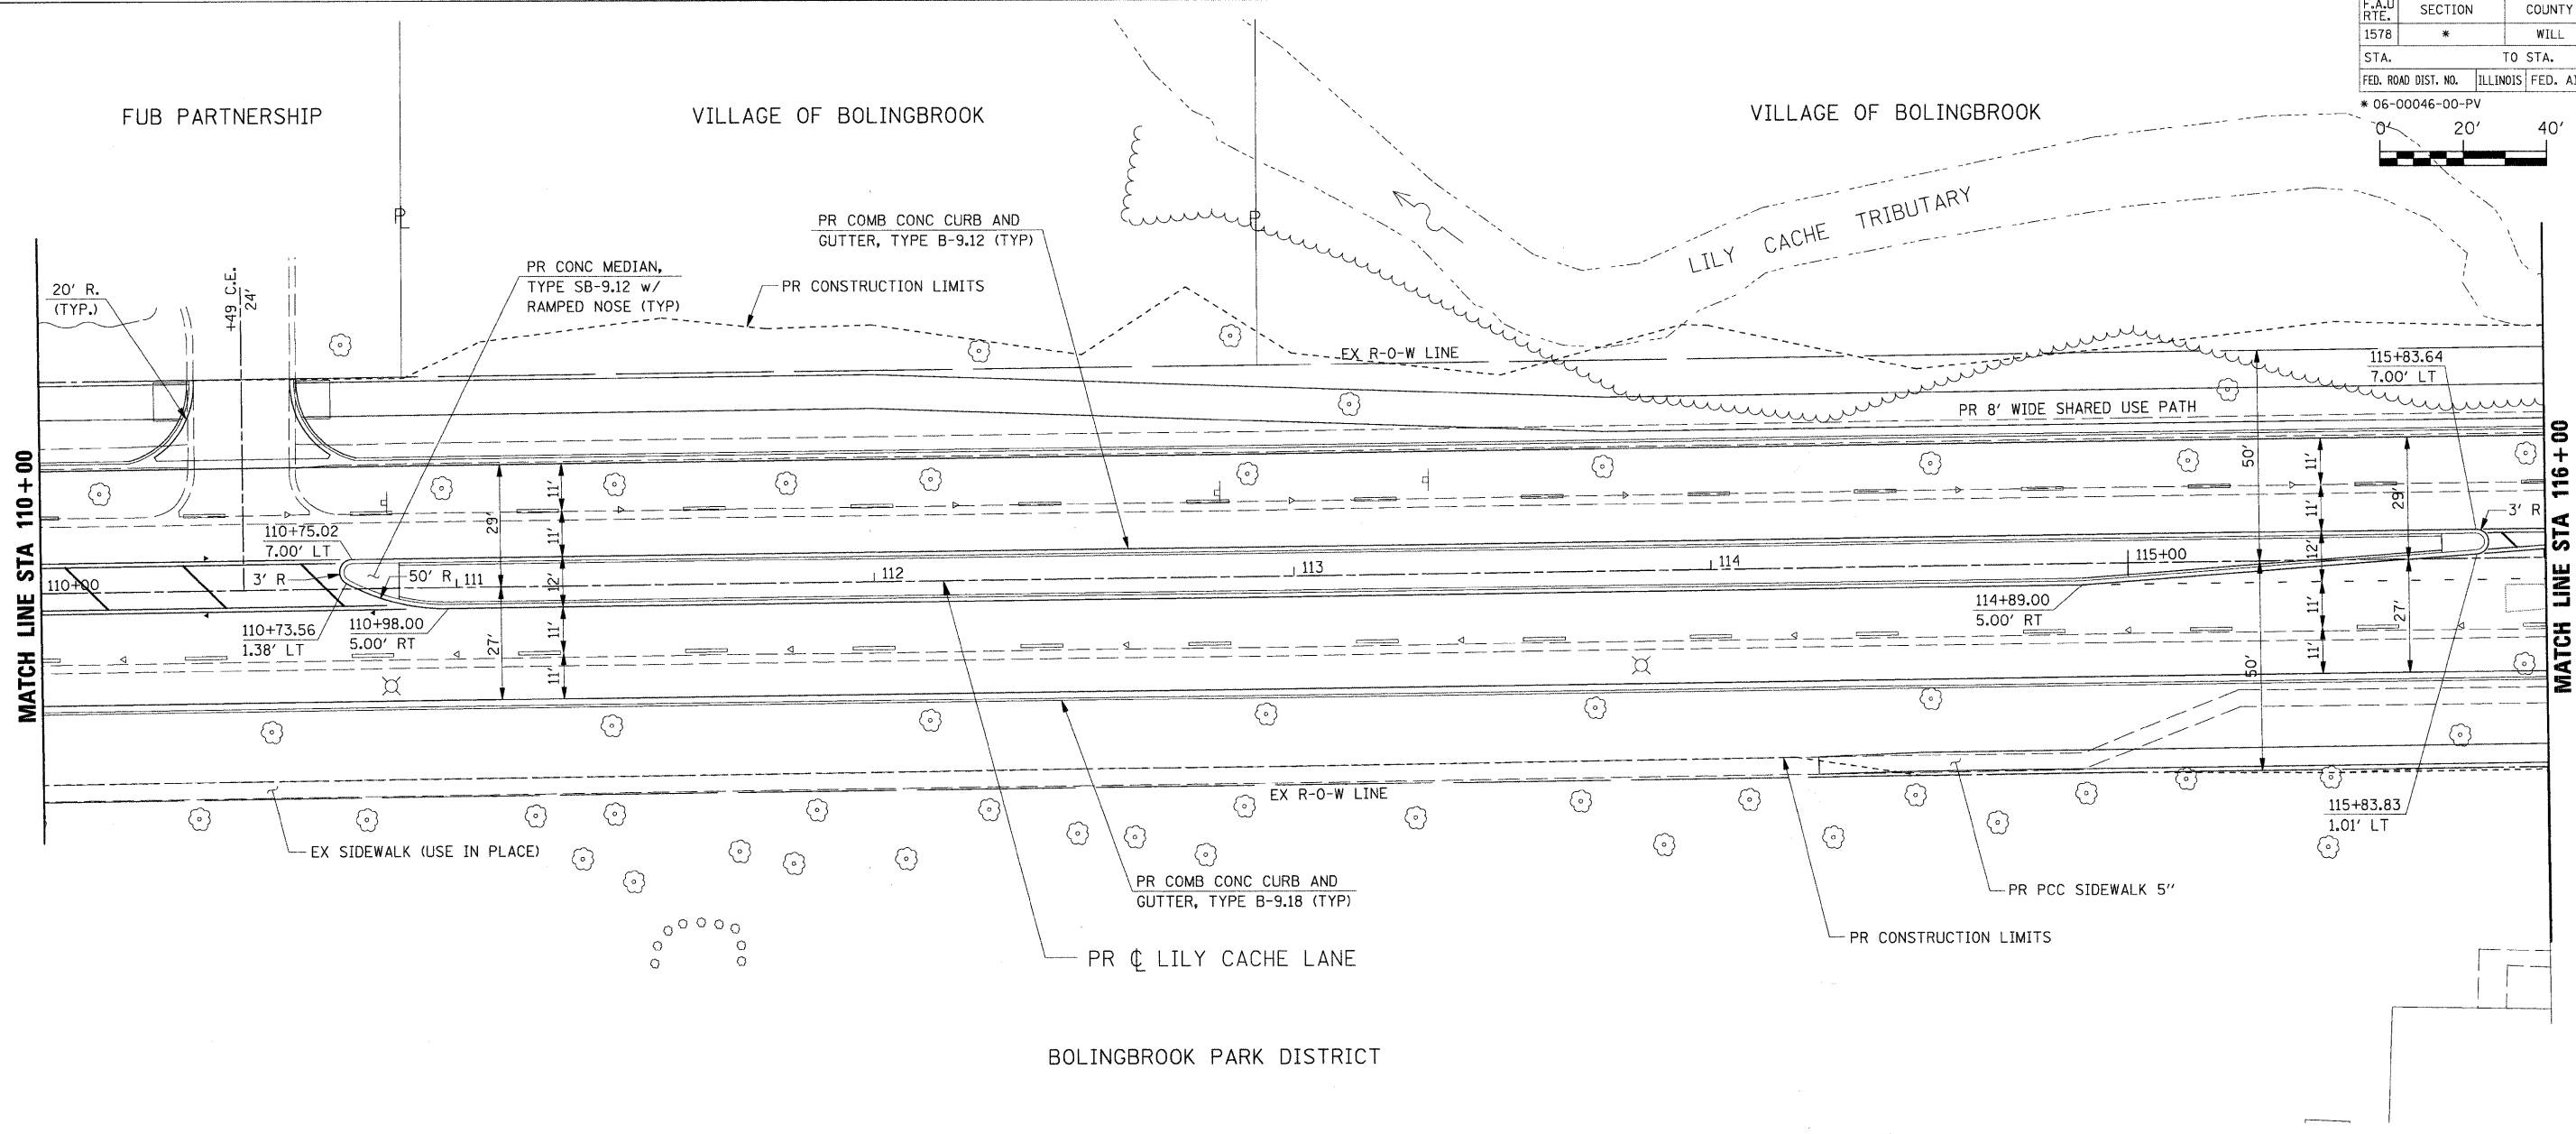 F.A.U RTE. SECTION COUNTY
1578 * WILL
STA. TO STA.
FED. ROAD DIST. NO. ILLINOIS FED.
* 06-00046-00-PV
0' 20' 40'
FUB PARTNERSHIP
VILLAGE OF BOLINGBROOK
VILLAGE OF BOLINGBROOK
LILY CACHE TRIBUTARY
PL
PR COMB CONC CURB AND
GUTTER, TYPE B-9.12 (TYP)
PR CONC MEDIAN,
TYPE SB-9.12 w/
RAMPED NOSE (TYP)
PR CONSTRUCTION LIMITS
20' R.
(TYP.)
+49 C.E.
24'
EX R-O-W LINE
115+83.64
7.00' LT
PR 8' WIDE SHARED USE PATH
MATCH LINE STA 110+00
MATCH LINE STA 116+00
50'
11'
29'
11'
29'
11'
11'
3' R
110+75.02
7.00' LT
110+00
3' R
50' R
111
112
113
114
115+00
12'
12'
110+73.56
1.38' LT
110+98.00
5.00' RT
114+89.00
5.00' RT
27'
11'
11'
11'
11'
27'
50'
EX R-O-W LINE
115+83.83
1.01' LT
EX SIDEWALK (USE IN PLACE)
PR COMB CONC CURB AND
GUTTER, TYPE B-9.18 (TYP)
PR PCC SIDEWALK 5"
PR CONSTRUCTION LIMITS
PR CL LILY CACHE LANE
BOLINGBROOK PARK DISTRICT